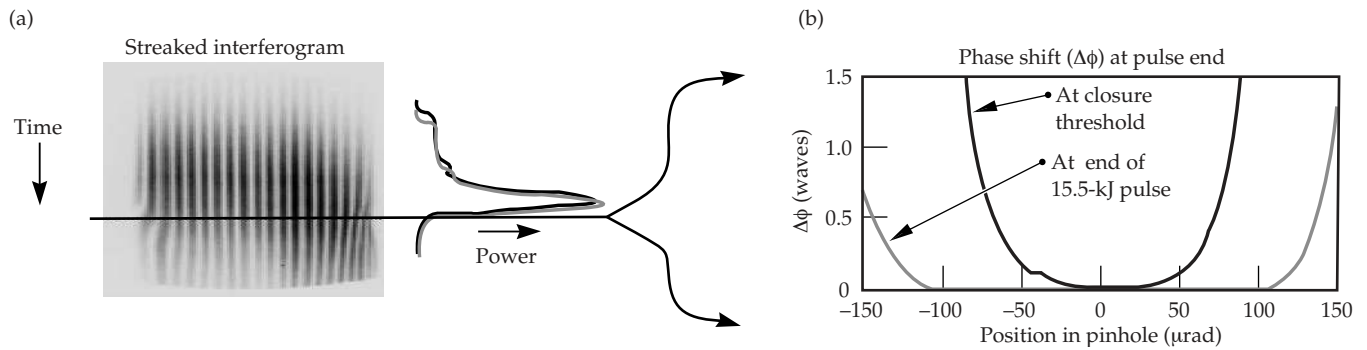 (a)
Streaked interferogram
Time
Power
(b)
Phase shift (Δϕ) at pulse end
Δϕ (waves)
1.5
1.0
0.5
0
At closure
threshold
At end of
15.5-kJ pulse
–150 –100 –50 0 50 100 150
Position in pinhole (μrad)